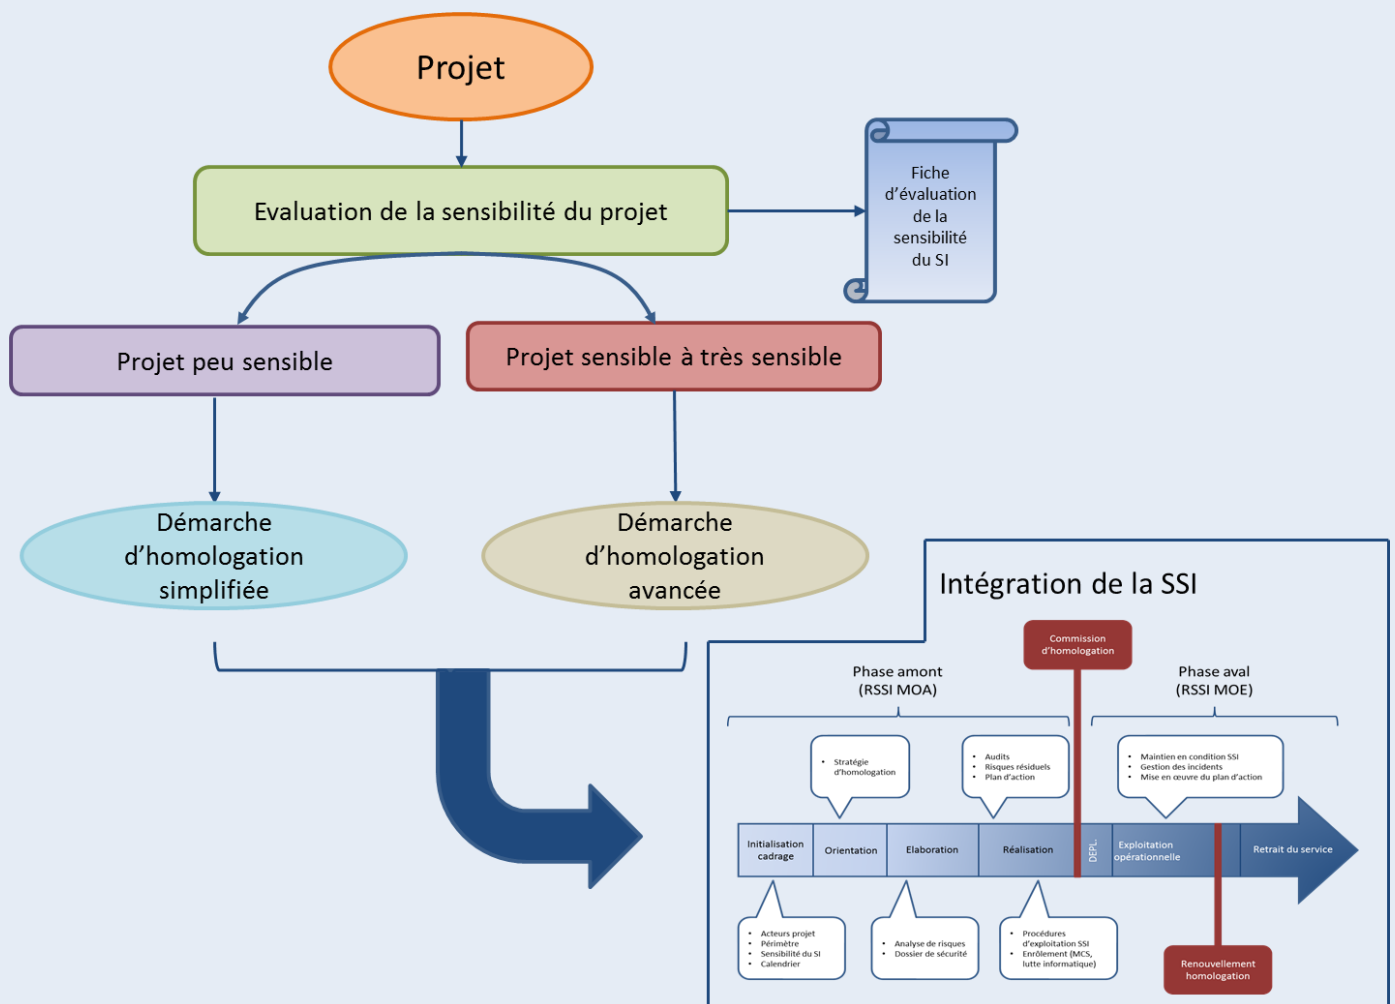 Projet
Evaluation de la sensibilité du projet
Fiche
d'évaluation
de la
sensibilité
du SI
Projet peu sensible
Projet sensible à très sensible
Démarche
d'homologation
simplifiée
Démarche
d'homologation
avancée
Intégration de la SSI
Commission
d'homologation
Phase amont
(RSSI MOA)
Phase aval
(RSSI MOE)
• Stratégie
d'homologation
• Audits
• Risques résiduels
• Plan d'action
• Maintien en condition SSI
• Gestion des incidents
• Mise en œuvre du plan d'action
Initialisation
cadrage
Orientation
Elaboration
Réalisation
DEPL.
Exploitation
opérationnelle
Retrait du service
• Acteurs projet
• Périmètre
• Sensibilité du SI
• Calendrier
• Analyse de risques
• Dossier de sécurité
• Procédures
d'exploitation SSI
• Enrôlement (MCS,
lutte informatique)
Renouvellement
homologation